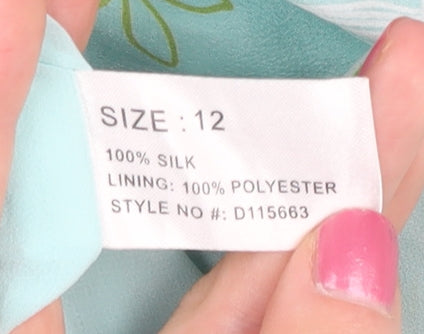 SIZE : 12
100% SILK
LINING: 100% POLYESTER
STYLE NO #: D115663